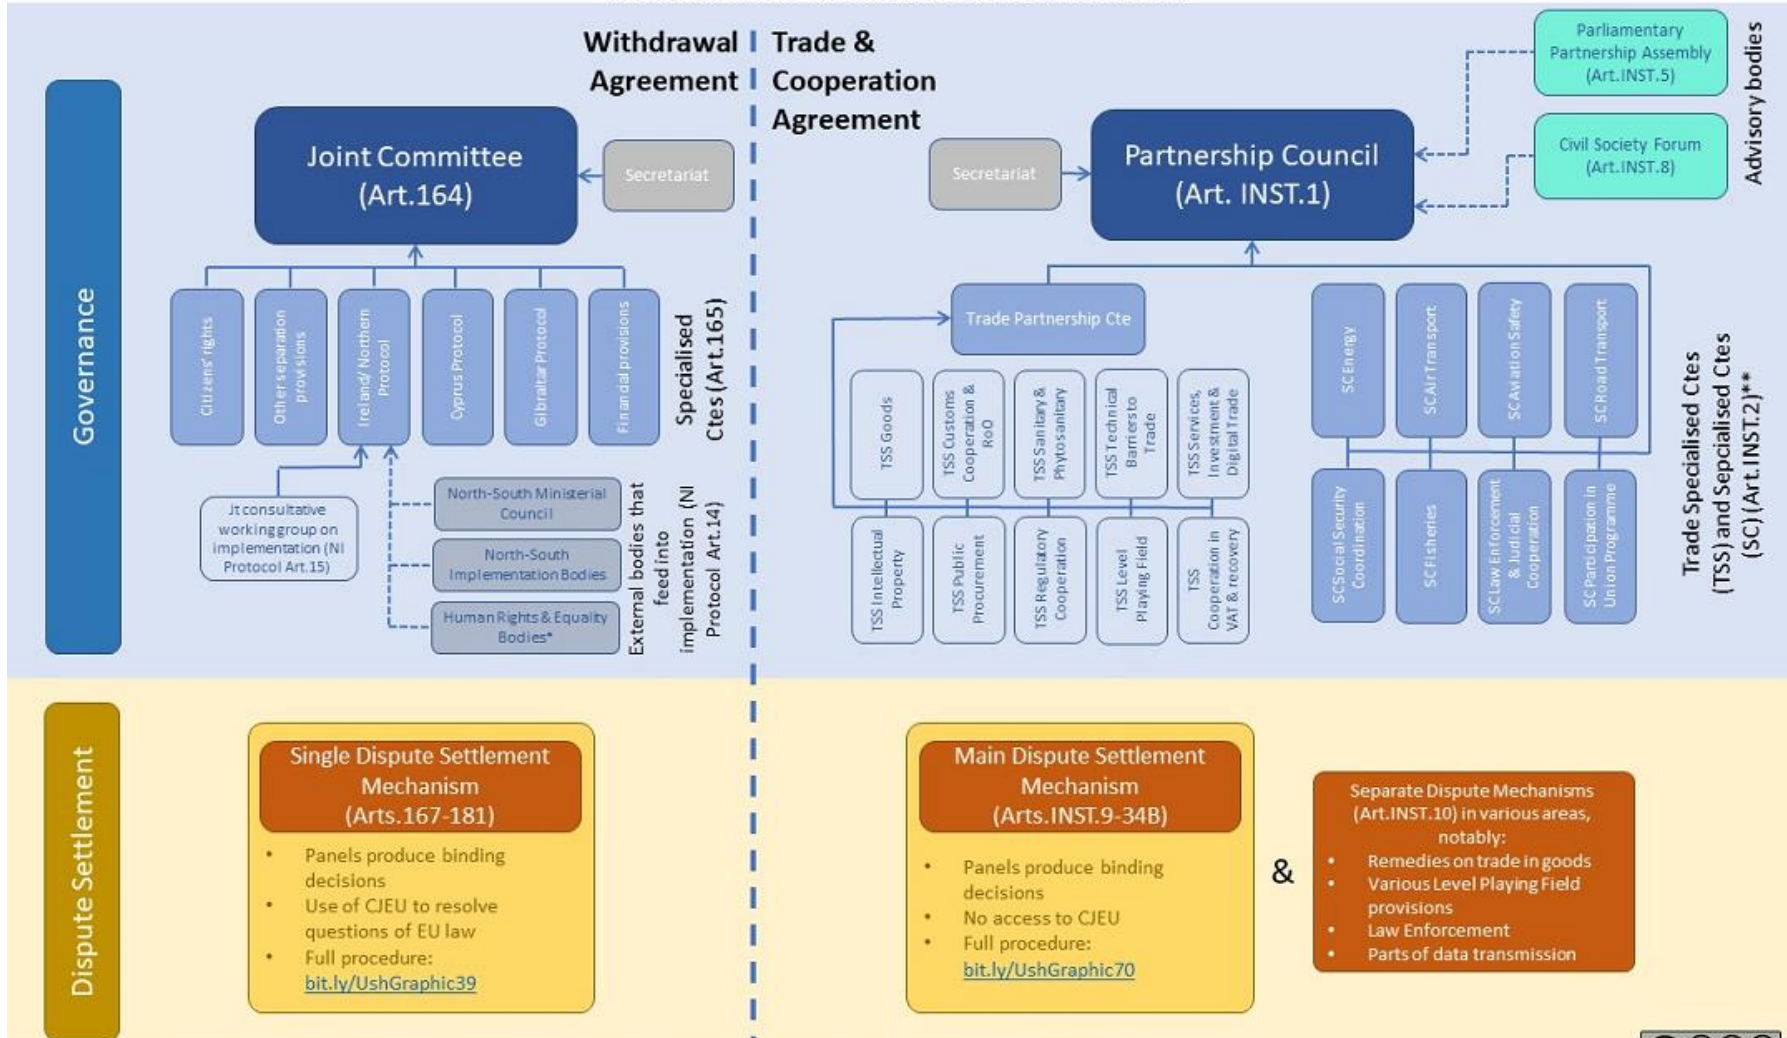 Withdrawal
Agreement
Trade &
Cooperation
Agreement
Governance
Joint Committee
(Art.164)
Secretariat
Citizens' rights
Other separation
provisions
Ireland/ Northern
Protocol
Cyprus Protocol
Gibraltar Protocol
Financial provisions
Specialised
Ctes (Art.165)
Jt consultative
working group on
implementation (NI
Protocol Art.15)
North-South Ministerial
Council
North-South
Implementation Bodies
Human Rights & Equality
Bodies*
External bodies that
feed into
implementation (NI
Protocol Art.14)
Secretariat
Partnership Council
(Art. INST.1)
Parliamentary
Partnership Assembly
(Art.INST.5)
Civil Society Forum
(Art.INST.8)
Advisory bodies
Trade Partnership Cte
TSS Goods
TSS Customs
Cooperation &
RoO
TSS Sanitary &
Phytosanitary
TSS Technical
Barriers to
Trade
TSS Services,
Investment &
Digital Trade
TSS Intellectual
Property
TSS Public
Procurement
TSS Regulatory
Cooperation
TSS Level
Playing Field
TSS
Cooperation in
VAT & recovery
SC Energy
SC Air Transport
SC Aviation Safety
SC Road Transport
SC Social Security
Coordination
SC Fisheries
SC Law Enforcement
& Judicial
Cooperation
SC Participation in
Union Programme
Trade Specialised Ctes
(TSS) and Sepcialised Ctes
(SC) (Art.INST.2)**
Dispute Settlement
Single Dispute Settlement
Mechanism
(Arts.167-181)
• Panels produce binding
decisions
• Use of CJEU to resolve
questions of EU law
• Full procedure:
bit.ly/UshGraphic39
Main Dispute Settlement
Mechanism
(Arts.INST.9-34B)
• Panels produce binding
decisions
• No access to CJEU
• Full procedure:
bit.ly/UshGraphic70
&
Separate Dispute Mechanisms
(Art.INST.10) in various areas,
notably:
• Remedies on trade in goods
• Various Level Playing Field
provisions
• Law Enforcement
• Parts of data transmission